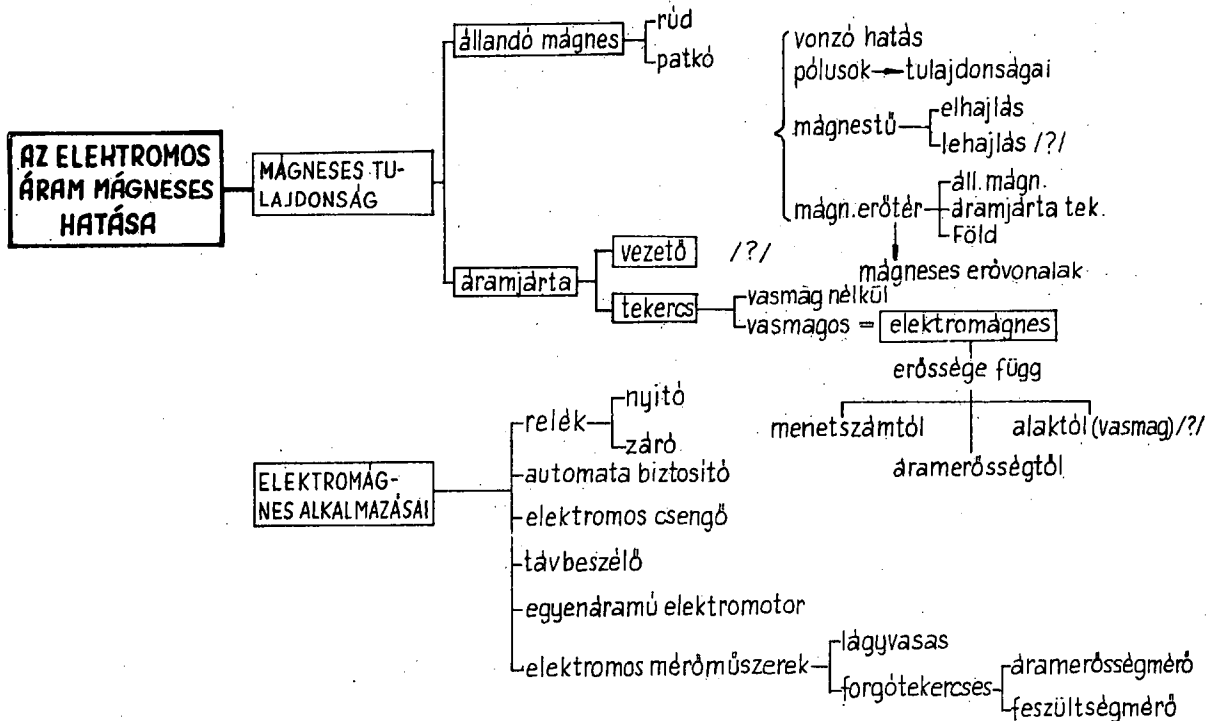 AZ ELEKTROMOS
ÁRAM MÁGNESES
HATÁSA
MÁGNESES TU-
LAJDONSÁG
állandó mágnes
rúd
patkó
vonzó hatás
pólusok → tulajdonságai
mágnestű
elhajlás
lehajlás /?/
mágn.erőtér
áll.mágn.
áramjárta tek.
Föld
mágneses erővonalak
áramjárta
vezető /?/
tekercs
vasmag nélkül
vasmagos = elektromágnes
erőssége függ
menetszámtól
áramerősségtől
alaktól (vasmag) /?/
ELEKTROMÁG-
NES ALKALMAZÁSAI
relék
nyitó
záró
automata biztosító
elektromos csengő
távbeszélő
egyenáramú elektromotor
elektromos mérőműszerek
lágyvasas
forgótekercses
áramerősségmérő
feszültségmérő